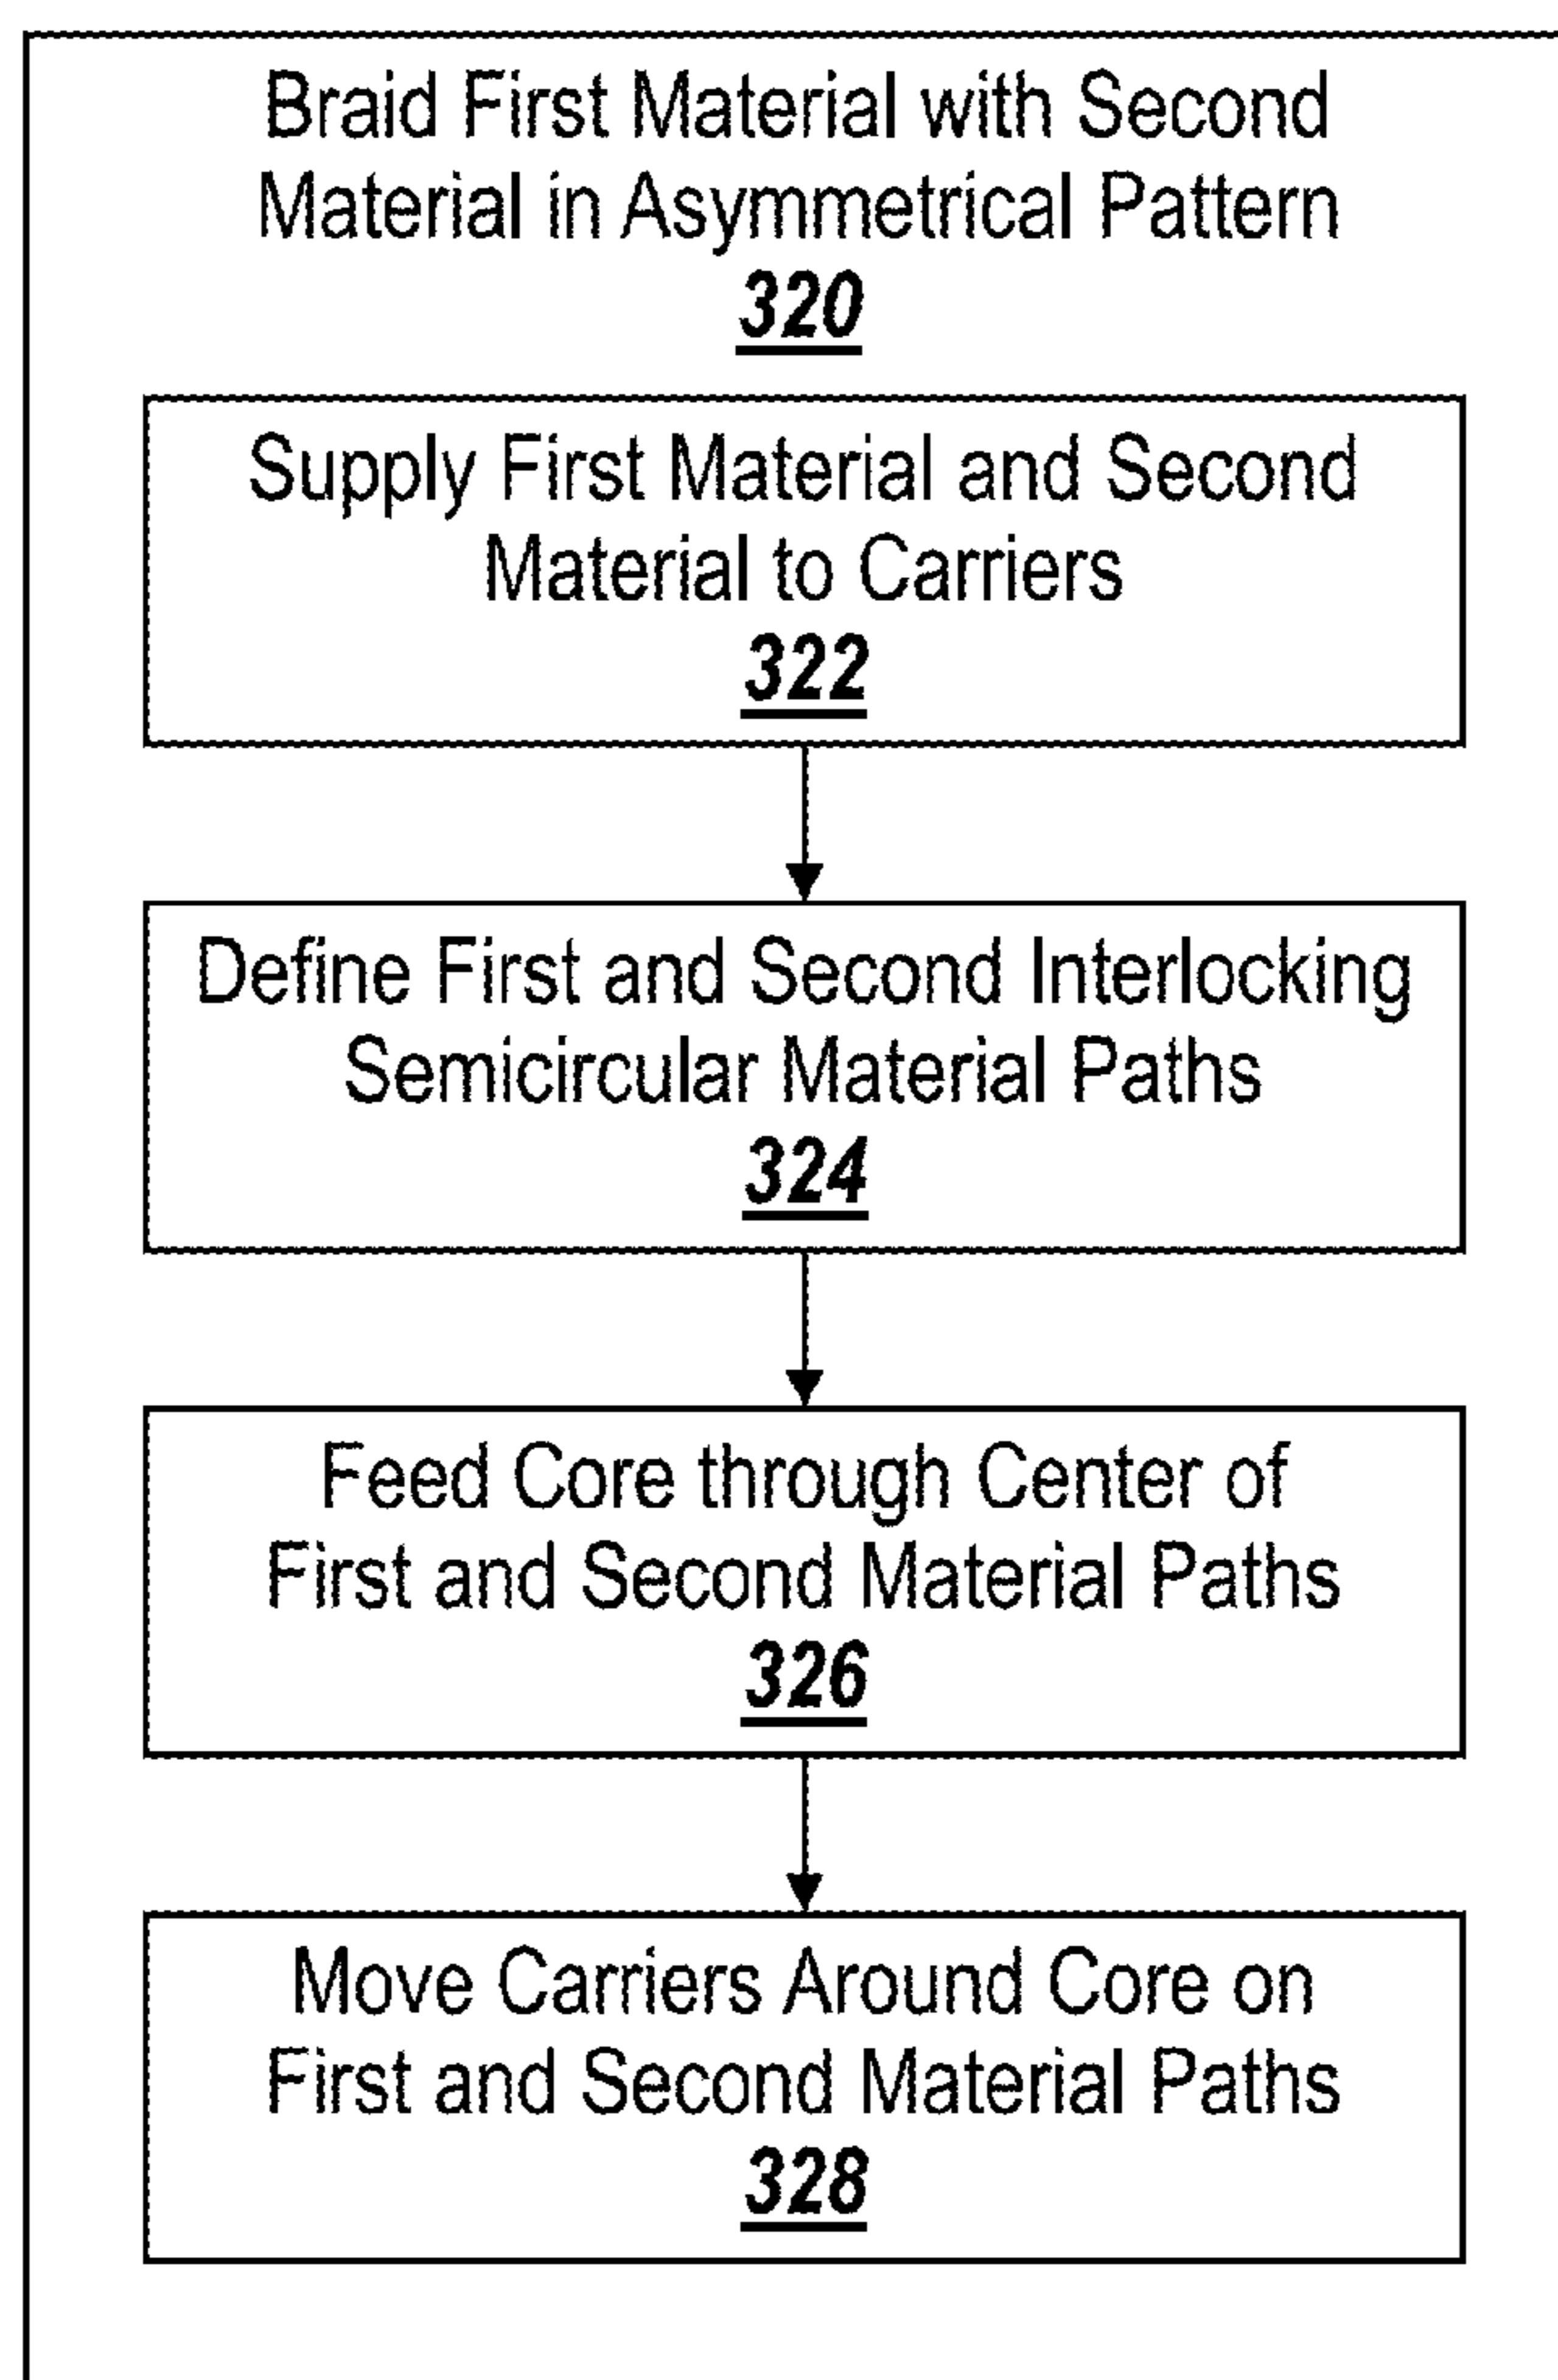 Braid First Material with Second
Material in Asymmetrical Pattern
320
Supply First Material and Second
Material to Carriers
322
Define First and Second Interlocking
Semicircular Material Paths
324
Feed Core through Center of
First and Second Material Paths
326
Move Carriers Around Core on
First and Second Material Paths
328